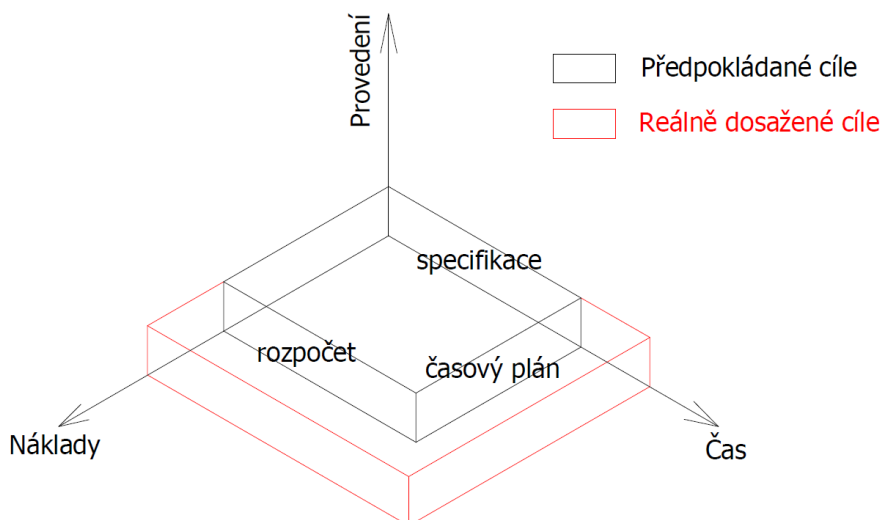 Provedení
Předpokládané cíle
Reálně dosažené cíle
specifikace
rozpočet
časový plán
Náklady
Čas